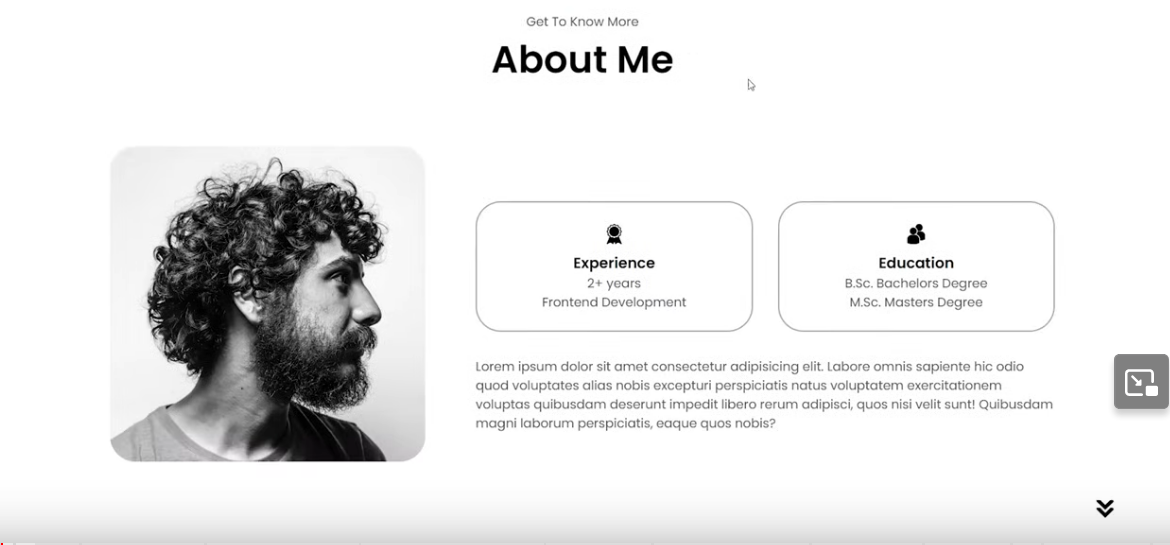 Get To Know More
About Me
Experience
2+ years
Frontend Development
Education
B.Sc. Bachelors Degree
M.Sc. Masters Degree
Lorem ipsum dolor sit amet consectetur adipisicing elit. Labore omnis sapiente hic odio
quod voluptates alias nobis excepturi perspiciatis natus voluptatem exercitationem
voluptas quibusdam deserunt impedit libero rerum adipisci, quos nisi velit sunt! Quibusdam
magni laborum perspiciatis, eaque quos nobis?